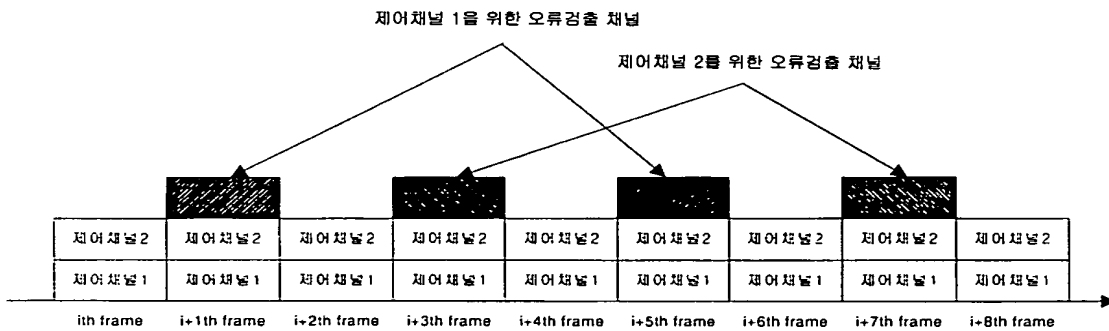 제어채널 1을 위한 오류검출 채널
제어채널 2를 위한 오류검출 채널
제어채널2 제어채널2 제어채널2 제어채널2 제어채널2 제어채널2 제어채널2 제어채널2 제어채널2
제어채널1 제어채널1 제어채널1 제어채널1 제어채널1 제어채널1 제어채널1 제어채널1 제어채널1
ith frame i+1th frame i+2th frame i+3th frame i+4th frame i+5th frame i+6th frame i+7th frame i+8th frame